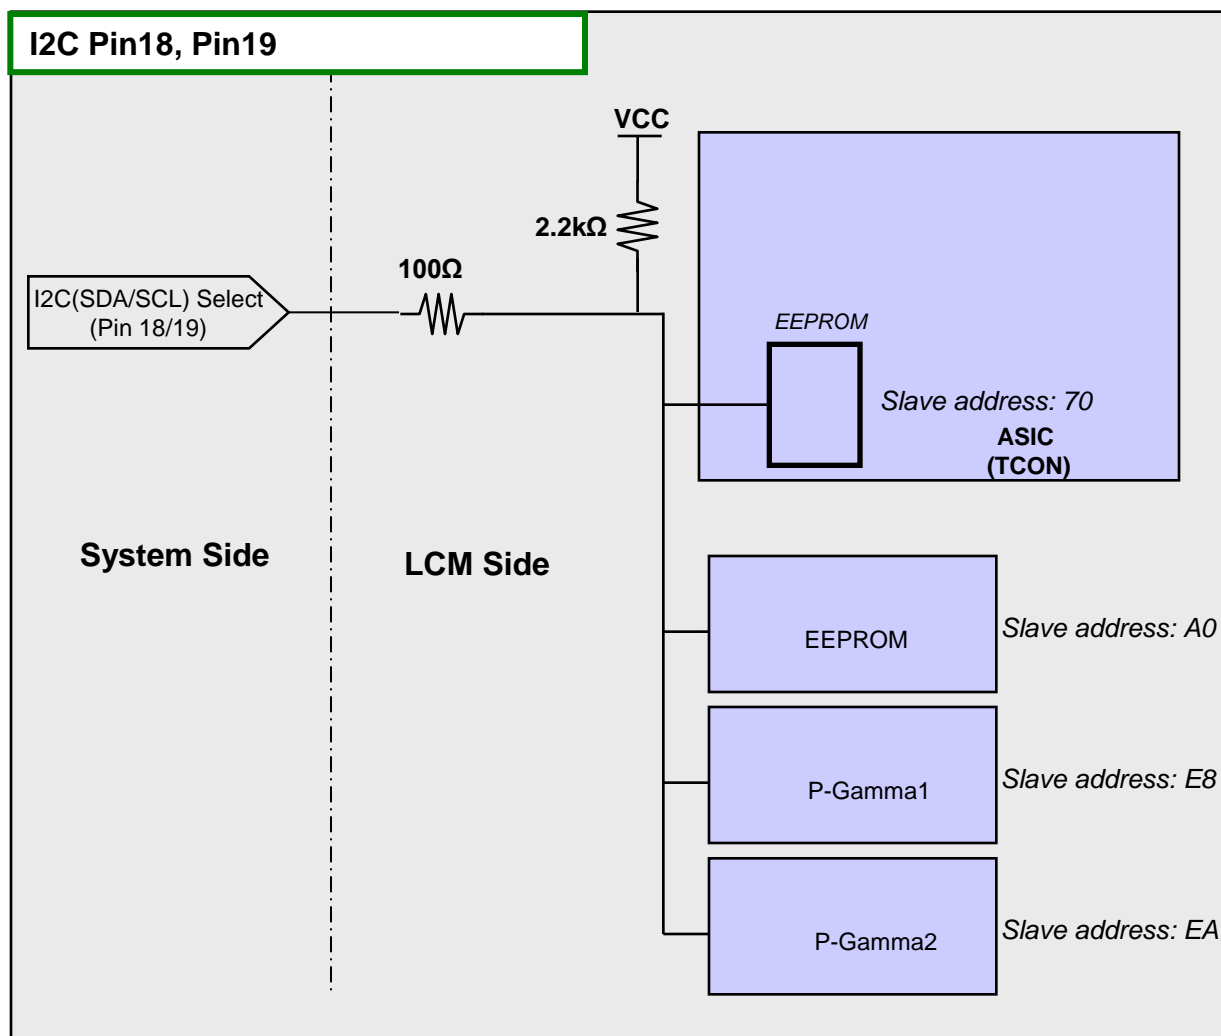 I2C Pin18, Pin19
VCC
2.2kΩ
100Ω
I2C(SDA/SCL) Select
(Pin 18/19)
EEPROM
Slave address: 70
ASIC
(TCON)
System Side
LCM Side
EEPROM
Slave address: A0
P-Gamma1
Slave address: E8
P-Gamma2
Slave address: EA